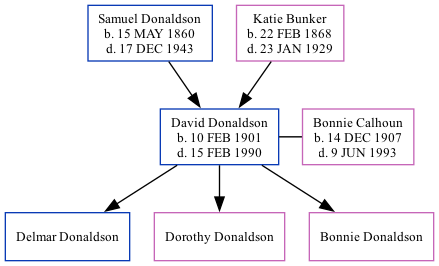 Samuel Donaldson
b. 15 MAY 1860
d. 17 DEC 1943
Katie Bunker
b. 22 FEB 1868
d. 23 JAN 1929
David Donaldson
b. 10 FEB 1901
d. 15 FEB 1990
Bonnie Calhoun
b. 14 DEC 1907
d. 9 JUN 1993
Delmar Donaldson
Dorothy Donaldson
Bonnie Donaldson